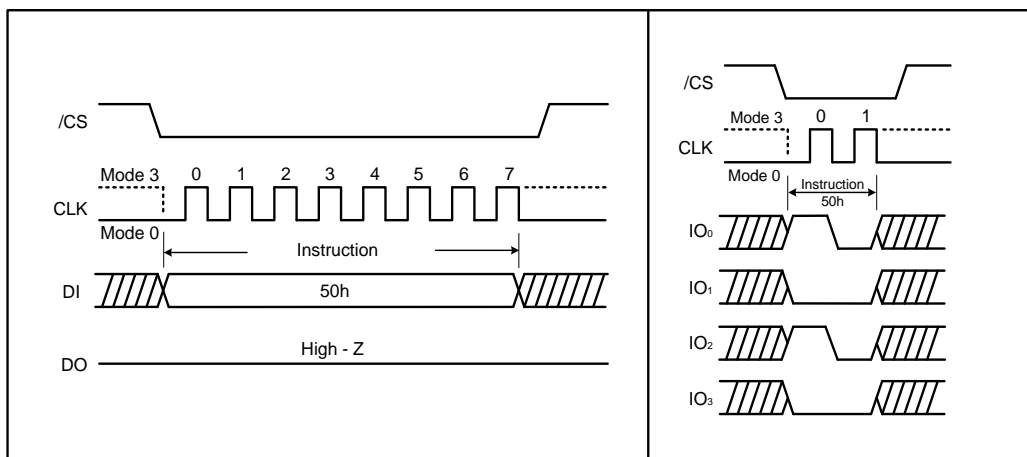 /CS
Mode 3 0 1 2 3 4 5 6 7
CLK
Mode 0
Instruction
DI 50h
High - Z
DO
/CS
Mode 3 0 1
CLK
Mode 0
Instruction
50h
IO₀
IO₁
IO₂
IO₃